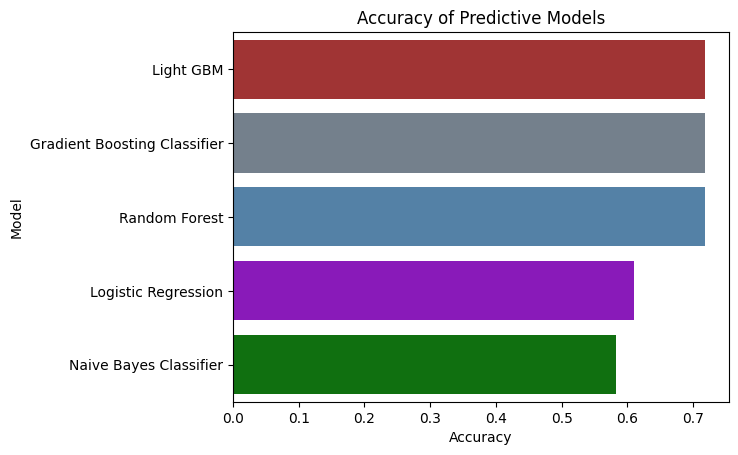 Accuracy of Predictive Models
Model
Light GBM
Gradient Boosting Classifier
Random Forest
Logistic Regression
Naive Bayes Classifier
0.0 0.1 0.2 0.3 0.4 0.5 0.6 0.7
Accuracy